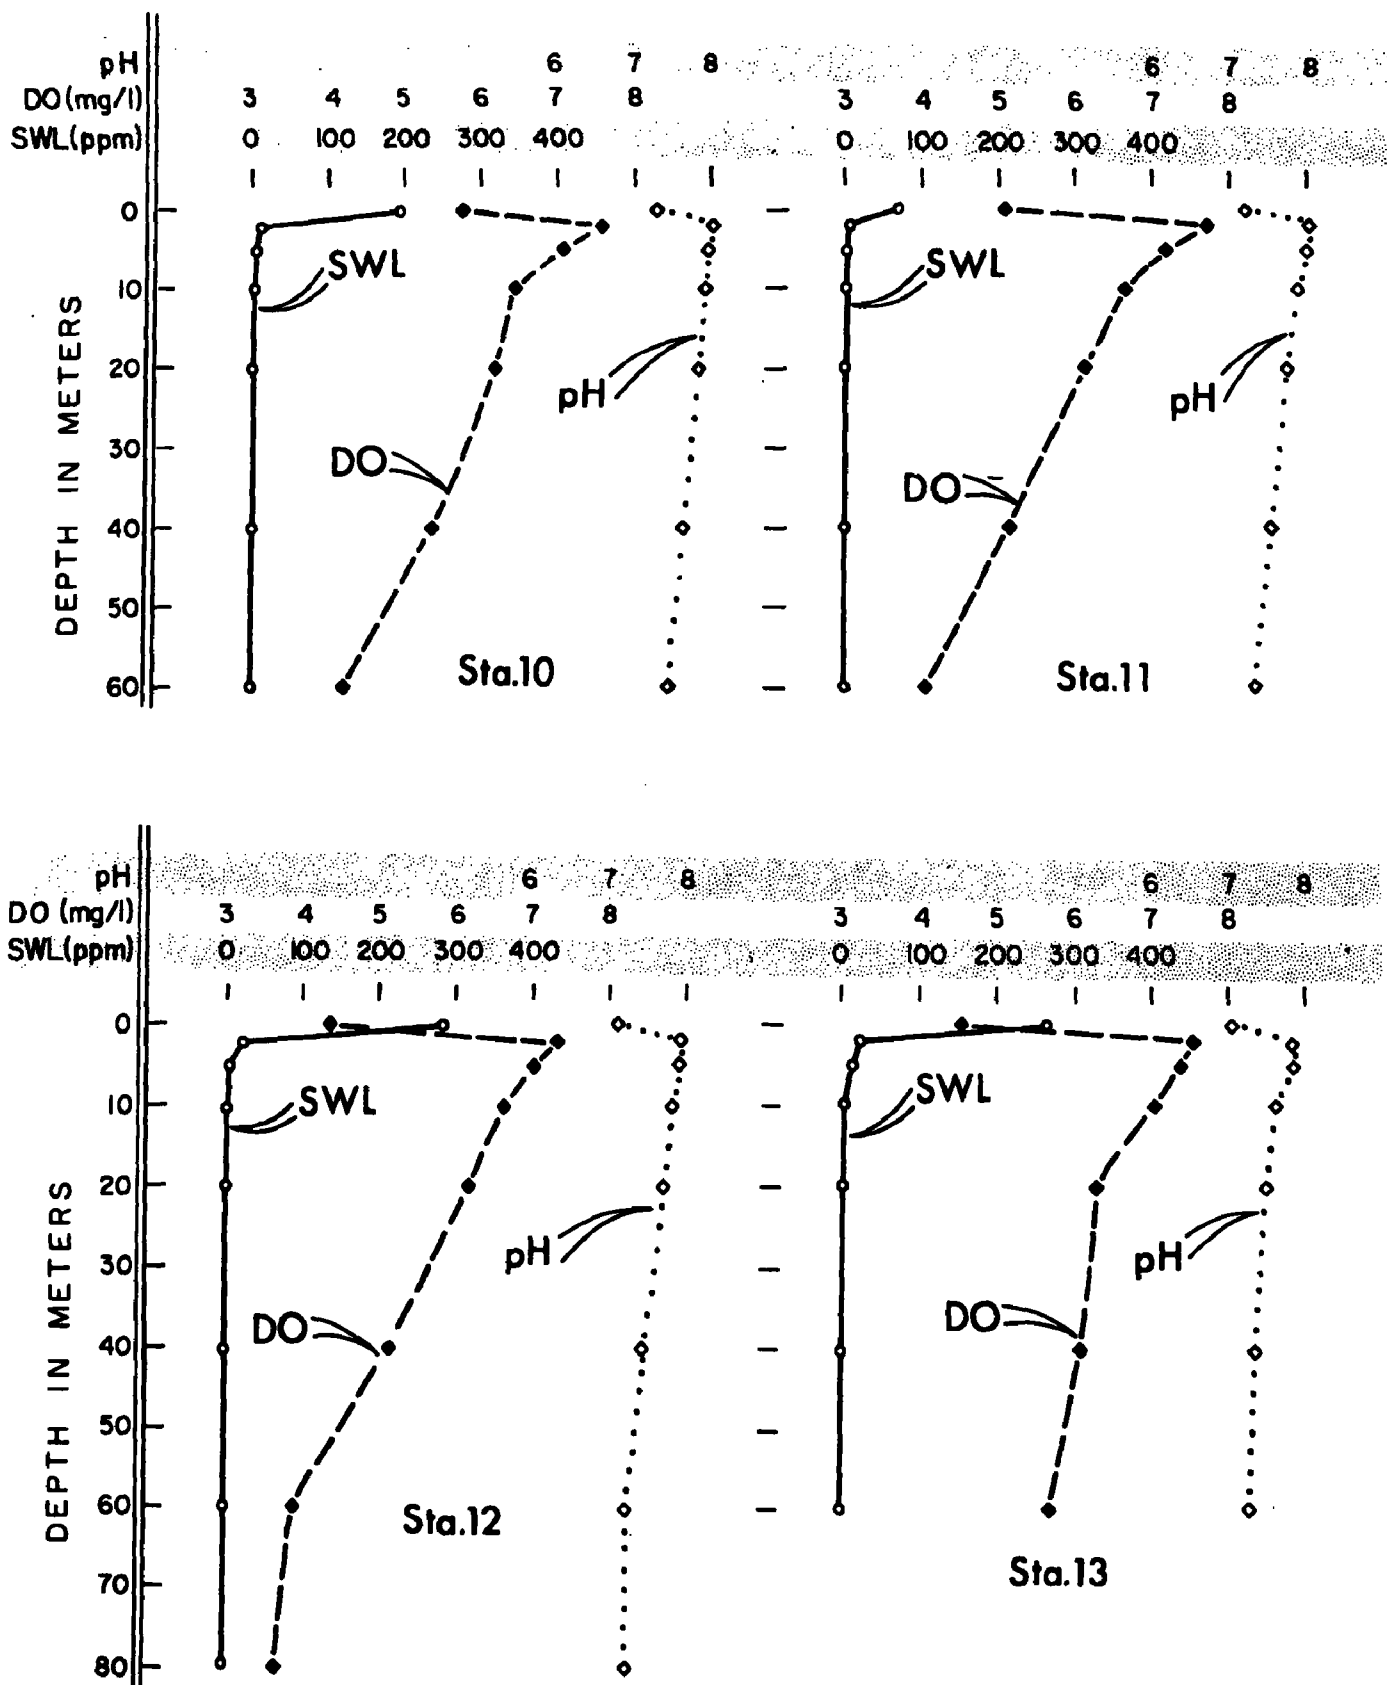 pH 6 7 8 6 7 8
DO(mg/l) 3 4 5 6 7 8 3 4 5 6 7 8
SWL(ppm) 0 100 200 300 400 0 100 200 300 400
0
SWL SWL
10
20
pH pH
30
DO DO
40
50
Sta.10 Sta.11
60
DEPTH IN METERS
pH 6 7 8 6 7 8
DO (mg/l) 3 4 5 6 7 8 3 4 5 6 7 8
SWL(ppm) 0 100 200 300 400 0 100 200 300 400
0
SWL SWL
10
20
pH pH
30
DO DO
40
50
60
Sta.12
Sta.13
70
80
DEPTH IN METERS